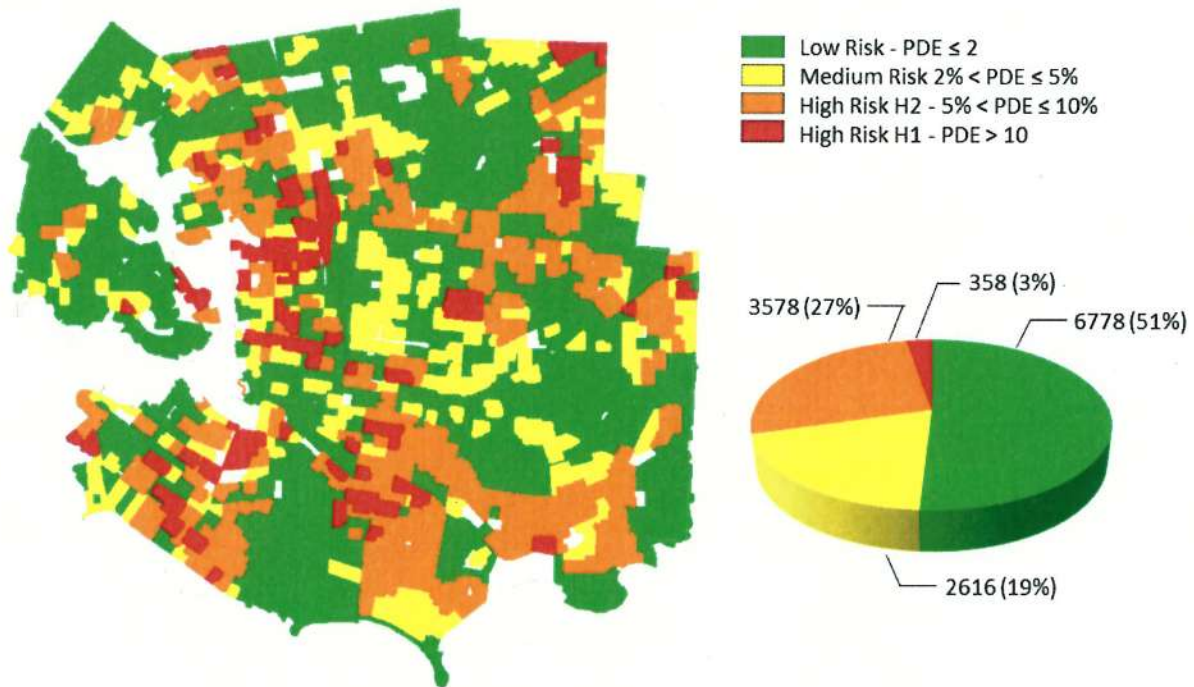 Low Risk - PDE ≤ 2
Medium Risk 2% < PDE ≤ 5%
High Risk H2 - 5% < PDE ≤ 10%
High Risk H1 - PDE > 10
358 (3%)
3578 (27%)
6778 (51%)
2616 (19%)